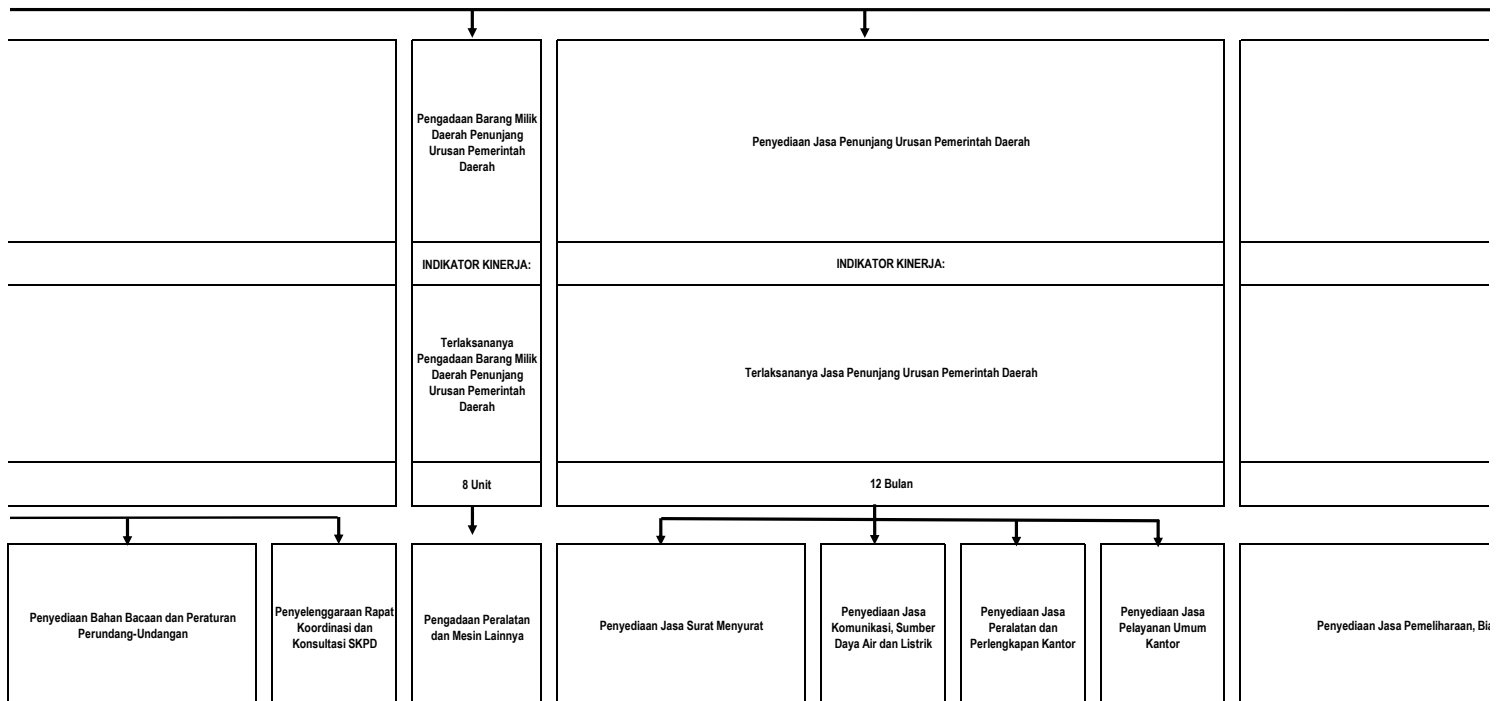 Pengadaan Barang Milik
Daerah Penunjang
Urusan Pemerintah
Daerah
Penyediaan Jasa Penunjang Urusan Pemerintah Daerah
INDIKATOR KINERJA:
INDIKATOR KINERJA:
Terlaksananya
Pengadaan Barang Milik
Daerah Penunjang
Urusan Pemerintah
Daerah
Terlaksananya Jasa Penunjang Urusan Pemerintah Daerah
8 Unit
12 Bulan
Penyediaan Bahan Bacaan dan Peraturan
Perundang-Undangan
Penyelenggaraan Rapat
Koordinasi dan
Konsultasi SKPD
Pengadaan Peralatan
dan Mesin Lainnya
Penyediaan Jasa Surat Menyurat
Penyediaan Jasa
Komunikasi, Sumber
Daya Air dan Listrik
Penyediaan Jasa
Peralatan dan
Perlengkapan Kantor
Penyediaan Jasa
Pelayanan Umum
Kantor
Penyediaan Jasa Pemeliharaan, Bia